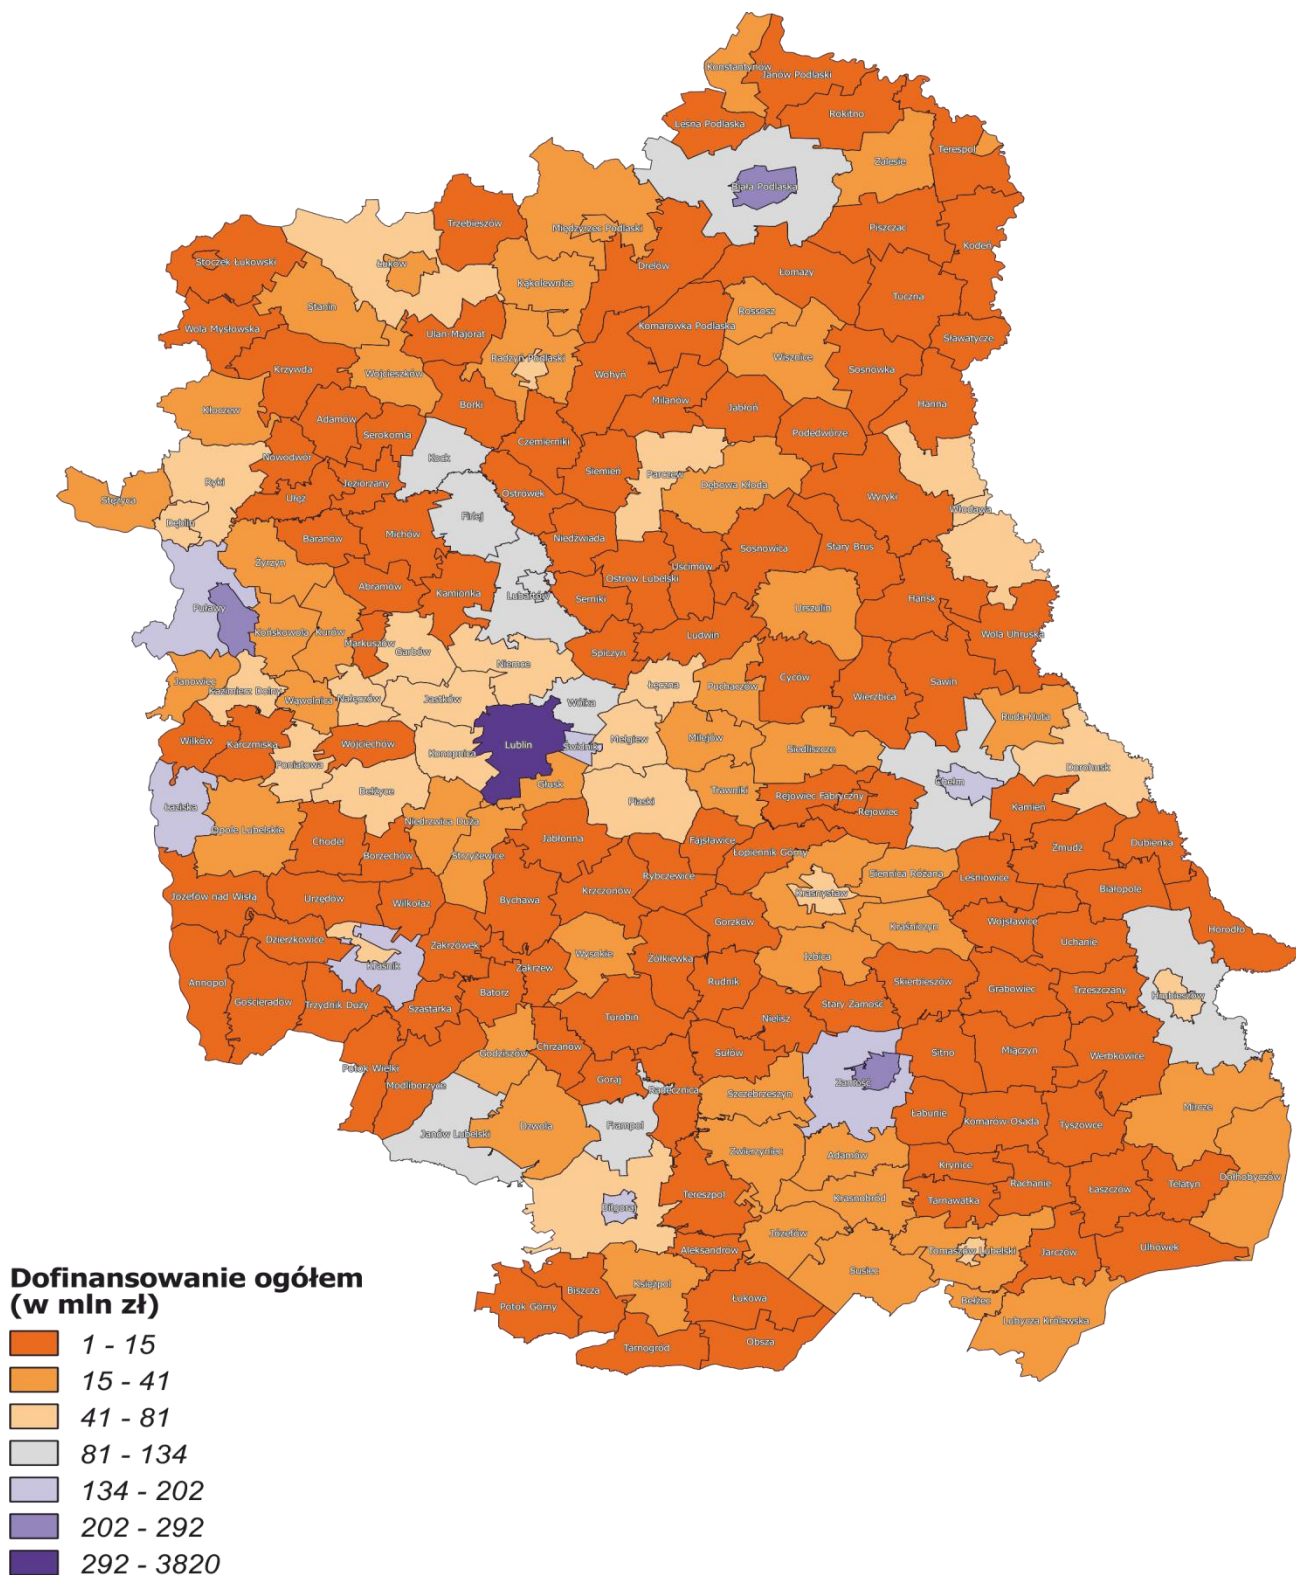 Konstantynów
Janów Podlaski
Rokitno
Leśna Podlaska
Terespol
Zalesie
Biała Podlaska
Trzebieszów
Międzyrzec Podlaski
Piszczac
Kodeń
Stoczek Łukowski
Łuków
Drelów
Łomazy
Kąkolewnica
Tuczna
Stanin
Rossosz
Wola Mysłowska
Ulan-Majorat
Komarówka Podlaska
Sławatycze
Radzyń Podlaski
Wisznice
Krzywda
Wojcieszków
Wohyń
Sosnówka
Milanów
Hanna
Kłoczew
Borki
Jabłoń
Adamów
Serokomla
Czemierniki
Podedwórze
Nowodwór
Kock
Siemień
Parczew
Ryki
Jeziorzany
Dębowa Kłoda
Stężyca
Ułęż
Ostrówek
Wyryki
Włodawa
Firlej
Dęblin
Michów
Baranów
Niedźwiada
Sosnowica
Stary Brus
Żyrzyn
Uścimów
Ostrów Lubelski
Abramów
Kamionka
Lubartów
Serniki
Hańsk
Puławy
Urszulin
Końskowola
Kurów
Ludwin
Wola Uhruska
Markuszów
Garbów
Spiczyn
Niemce
Cyców
Sawin
Janowiec
Łęczna
Puchaczów
Kazimierz Dolny
Wąwolnica
Nałęczów
Jastków
Wólka
Wierzbica
Ruda-Huta
Wilków
Karczmiska
Wojciechów
Konopnica
Lublin
Świdnik
Mełgiew
Milejów
Siedliszcze
Poniatowa
Dorohusk
Głusk
Chełm
Bełżyce
Trawniki
Rejowiec Fabryczny
Piaski
Łaziska
Kamień
Rejowiec
Niedrzwica Duża
Opole Lubelskie
Chodel
Jabłonna
Fajsławice
Dubienka
Żmudź
Borzechów
Strzyżewice
Łopiennik Górny
Siennica Różana
Leśniowice
Rybczewice
Białopole
Krasnystaw
Krzczonów
Józefów nad Wisłą
Urzędów
Wilkołaz
Bychawa
Gorzków
Wojsławice
Kraśniczyn
Horodło
Dzierzkowice
Zakrzówek
Uchanie
Wysokie
Żółkiewka
Izbica
Kraśnik
Zakrzew
Annopol
Rudnik
Skierbieszów
Grabowiec
Trzeszczany
Hrubieszów
Gościeradów
Trzydnik Duży
Szastarka
Batorz
Stary Zamość
Turobin
Nielisz
Chrzanów
Godziszów
Sułów
Sitno
Miączyn
Werbkowice
Potok Wielki
Goraj
Modliborzyce
Radecznica
Szczebrzeszyn
Zamość
Mircze
Łabunie
Komarów-Osada
Tyszowce
Frampol
Janów Lubelski
Dzwola
Zwierzyniec
Adamów
Krynice
Dołhobyczów
Rachanie
Telatyn
Tereszpol
Krasnobród
Tarnawatka
Łaszczów
Biłgoraj
Józefów
Aleksandrów
Tomaszów Lubelski
Jarczów
Ulhówek
Susiec
Księżpol
Biszcza
Łukowa
Bełżec
Potok Górny
Lubycza Królewska
Obsza
Tarnogród
Dofinansowanie ogółem
(w mln zł)
1 - 15
15 - 41
41 - 81
81 - 134
134 - 202
202 - 292
292 - 3820